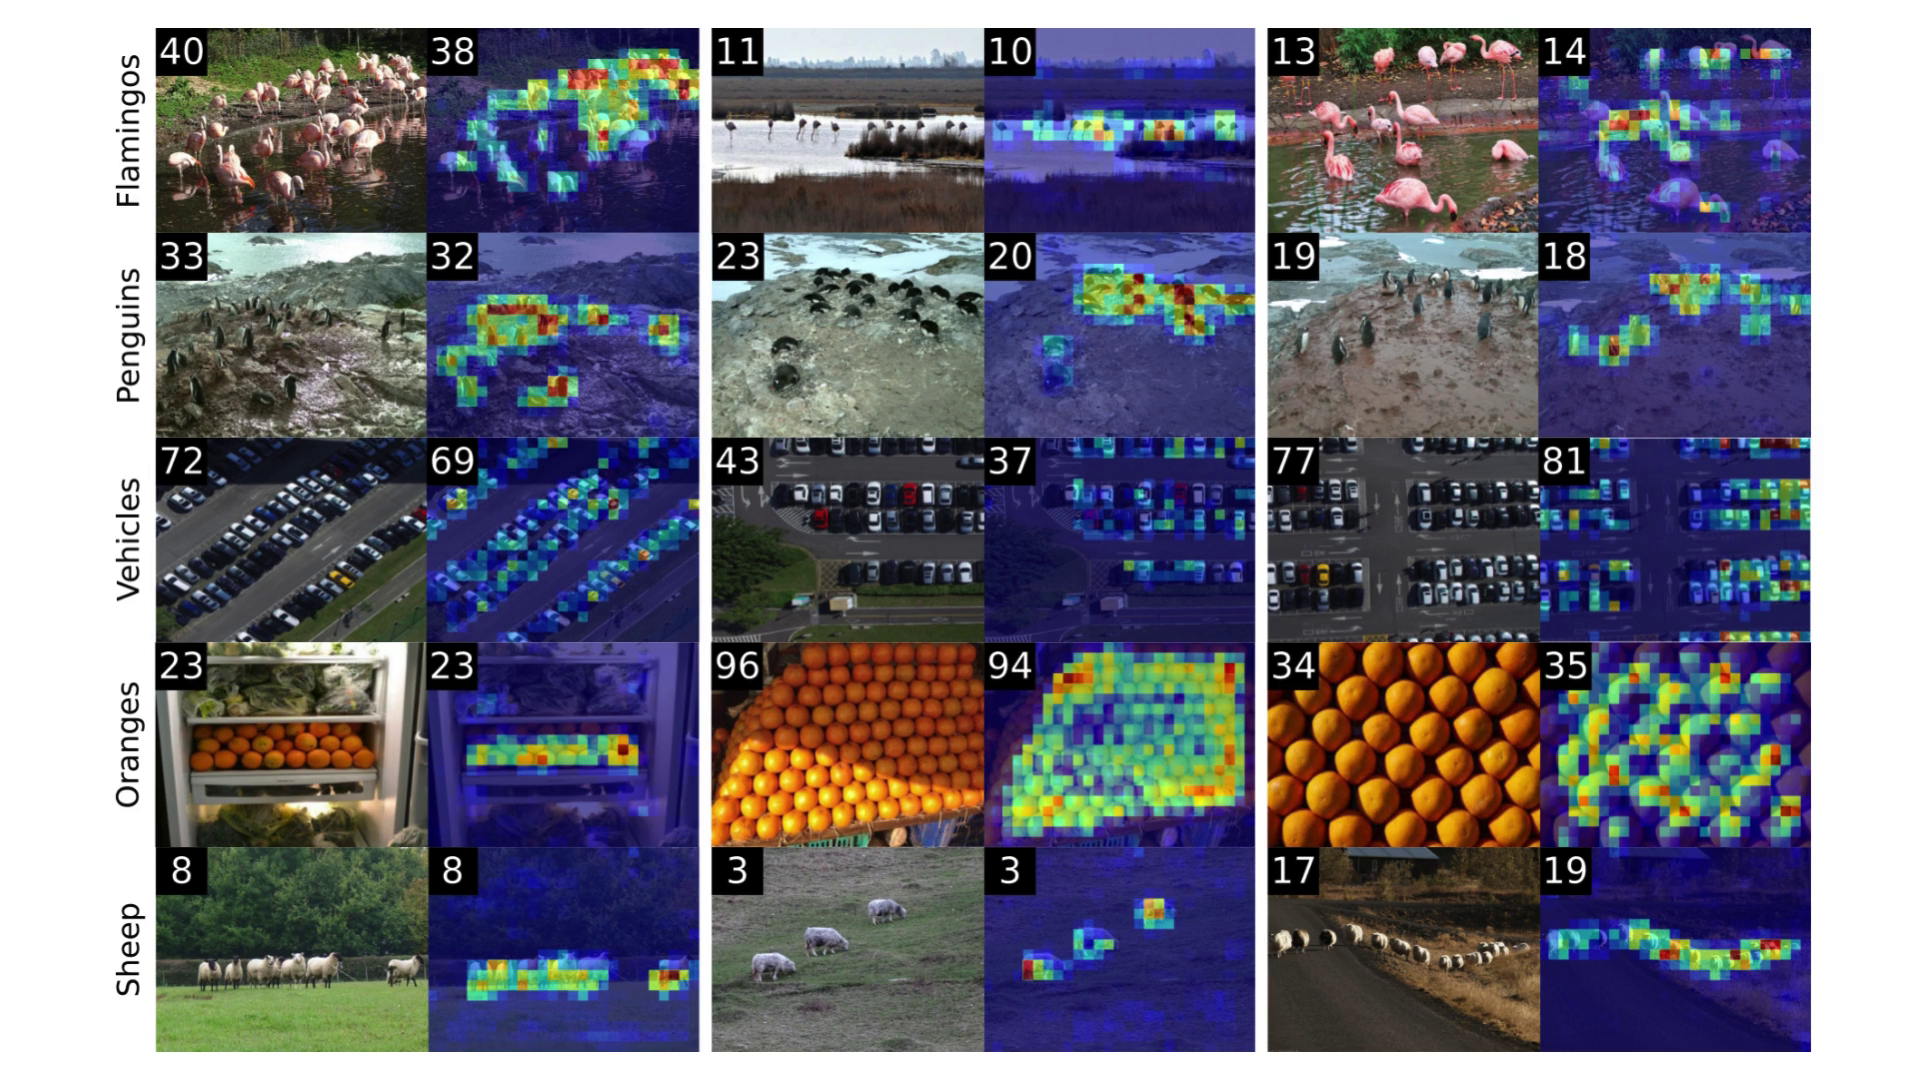 Flamingos
40 38 11 10 13 14
Penguins
33 32 23 20 19 18
Vehicles
72 69 43 37 77 81
Oranges
23 23 96 94 34 35
Sheep
8 8 3 3 17 19